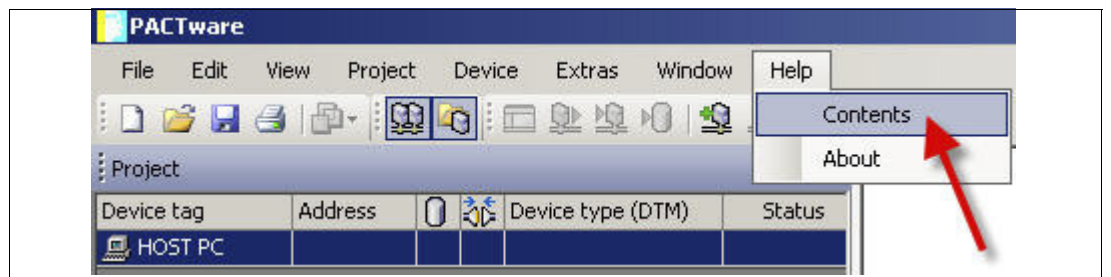 PACTware
File Edit View Project Device Extras Window Help
Contents
About
Project
Device tag Address Device type (DTM) Status
HOST PC